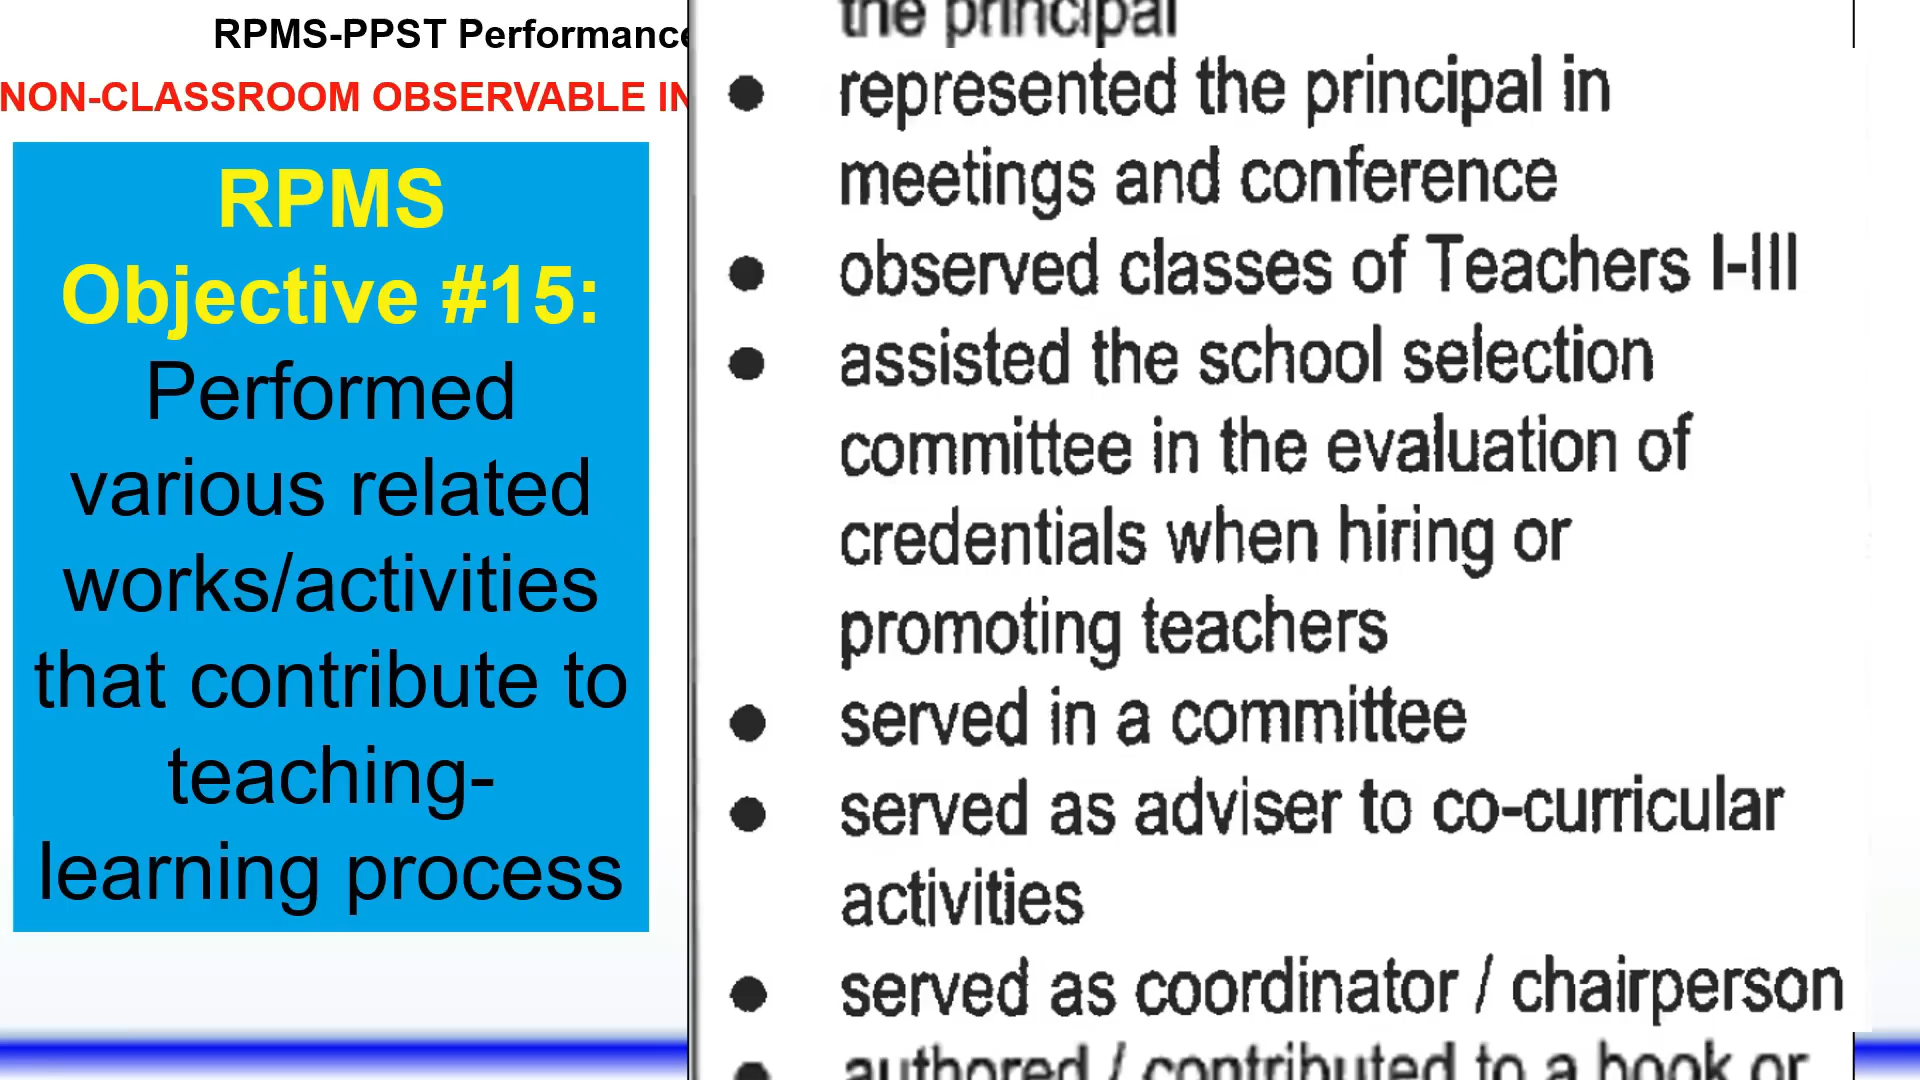 RPMS-PPST Performance
NON-CLASSROOM OBSERVABLE IN
RPMS
Objective #15:
Performed
various related
works/activities
that contribute to
teaching-
learning process
the principal
● represented the principal in
meetings and conference
● observed classes of Teachers I-III
● assisted the school selection
committee in the evaluation of
credentials when hiring or
promoting teachers
● served in a committee
● served as adviser to co-curricular
activities
● served as coordinator / chairperson
● authored / contributed to a book or